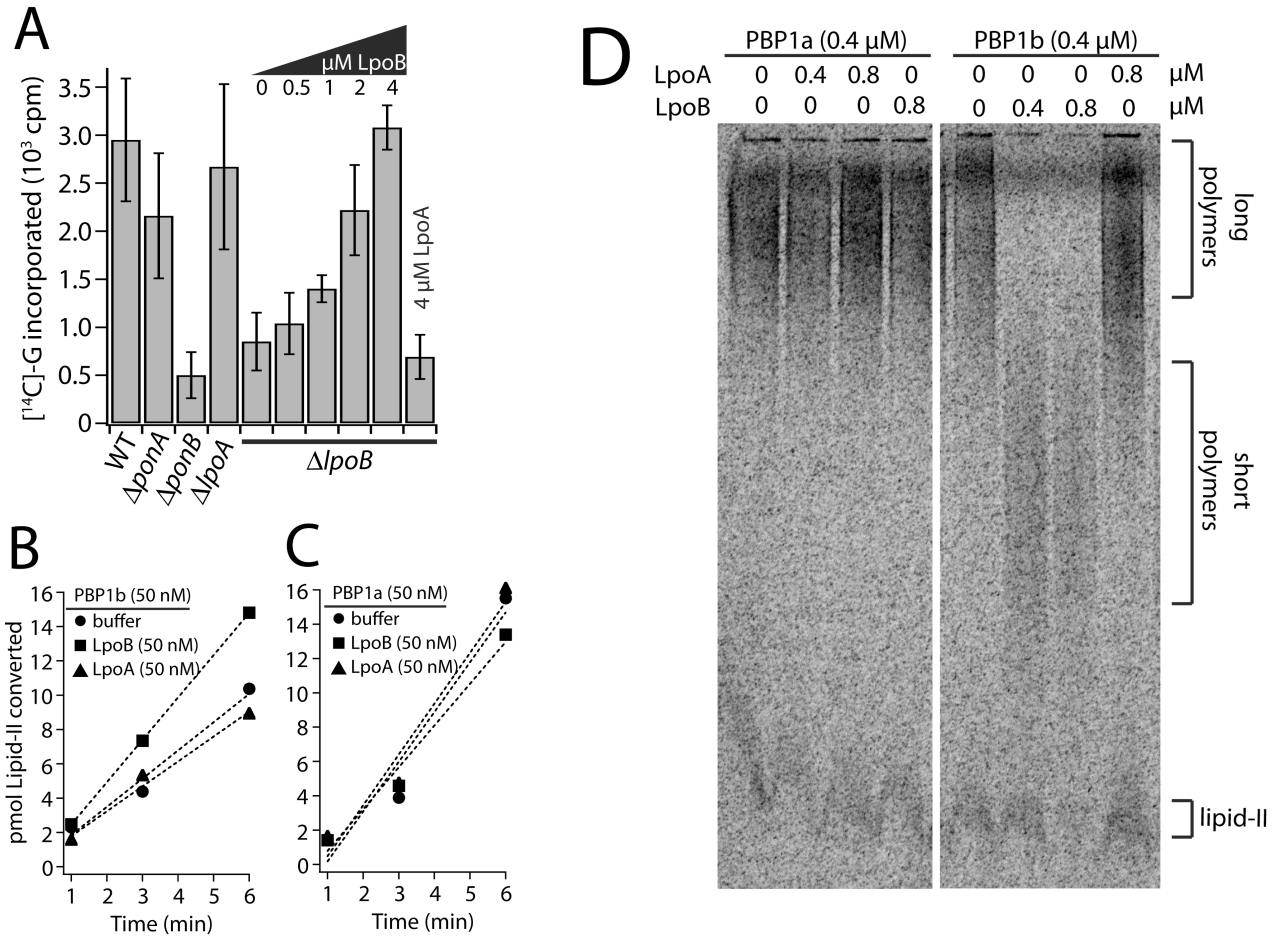 A
µM LpoB
0 0.5 1 2 4
[¹⁴C]-G incorporated (10³ cpm)
3.5
3.0
2.5
2.0
1.5
1.0
0.5
0
4 µM LpoA
WT
ΔponA
ΔponB
ΔlpoA
ΔlpoB
B
PBP1b (50 nM)
buffer
LpoB (50 nM)
LpoA (50 nM)
pmol Lipid-II converted
16
14
12
10
8
6
4
2
0
1 2 3 4 5 6
Time (min)
C
PBP1a (50 nM)
buffer
LpoB (50 nM)
LpoA (50 nM)
16
14
12
10
8
6
4
2
0
1 2 3 4 5 6
Time (min)
D
PBP1a (0.4 µM) PBP1b (0.4 µM)
LpoA 0 0.4 0.8 0 0 0 0 0.8 µM
LpoB 0 0 0 0.8 0 0.4 0.8 0 µM
long
polymers
short
polymers
lipid-II